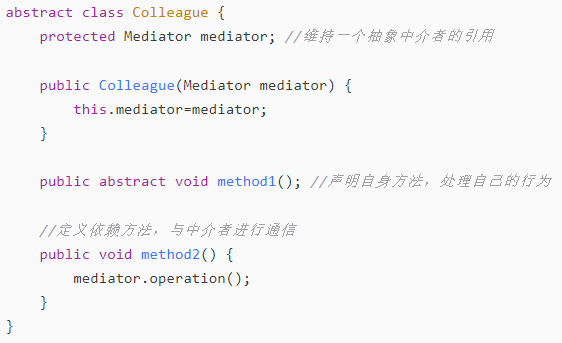 abstract class Colleague {
    protected Mediator mediator; //维持一个抽象中介者的引用
    public Colleague(Mediator mediator) {
        this.mediator=mediator;
    }
    public abstract void method1(); //声明自身方法，处理自己的行为
    //定义依赖方法，与中介者进行通信
    public void method2() {
        mediator.operation();
    }
}